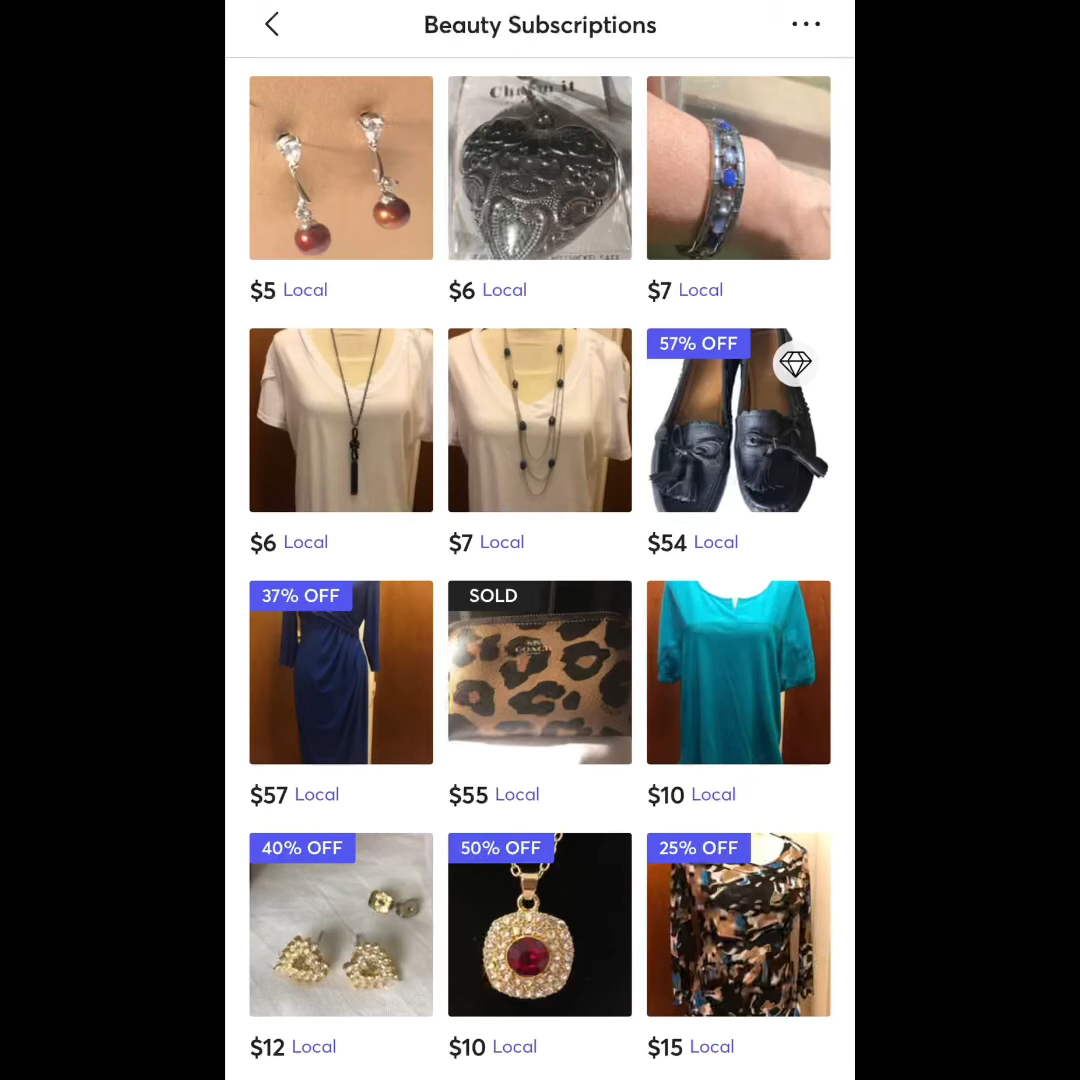 Beauty Subscriptions
$5 Local
$6 Local
$7 Local
57% OFF
$6 Local
$7 Local
$54 Local
37% OFF
SOLD
COACH
$57 Local
$55 Local
$10 Local
40% OFF
50% OFF
25% OFF
$12 Local
$10 Local
$15 Local